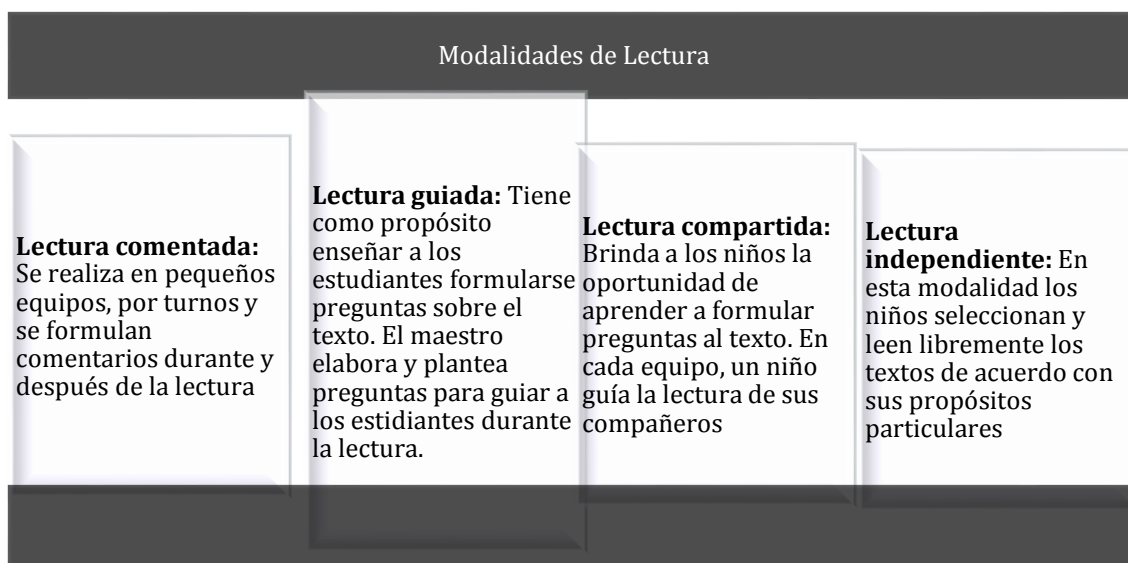 Modalidades de Lectura
Lectura comentada:
Se realiza en pequeños
equipos, por turnos y
se formulan
comentarios durante y
después de la lectura
Lectura guiada: Tiene
como propósito
enseñar a los
estudiantes formularse
preguntas sobre el
texto. El maestro
elabora y plantea
preguntas para guiar a
los estidiantes durante
la lectura.
Lectura compartida:
Brinda a los niños la
oportunidad de
aprender a formular
preguntas al texto. En
cada equipo, un niño
guía la lectura de sus
compañeros
Lectura
independiente: En
esta modalidad los
niños seleccionan y
leen libremente los
textos de acuerdo con
sus propósitos
particulares